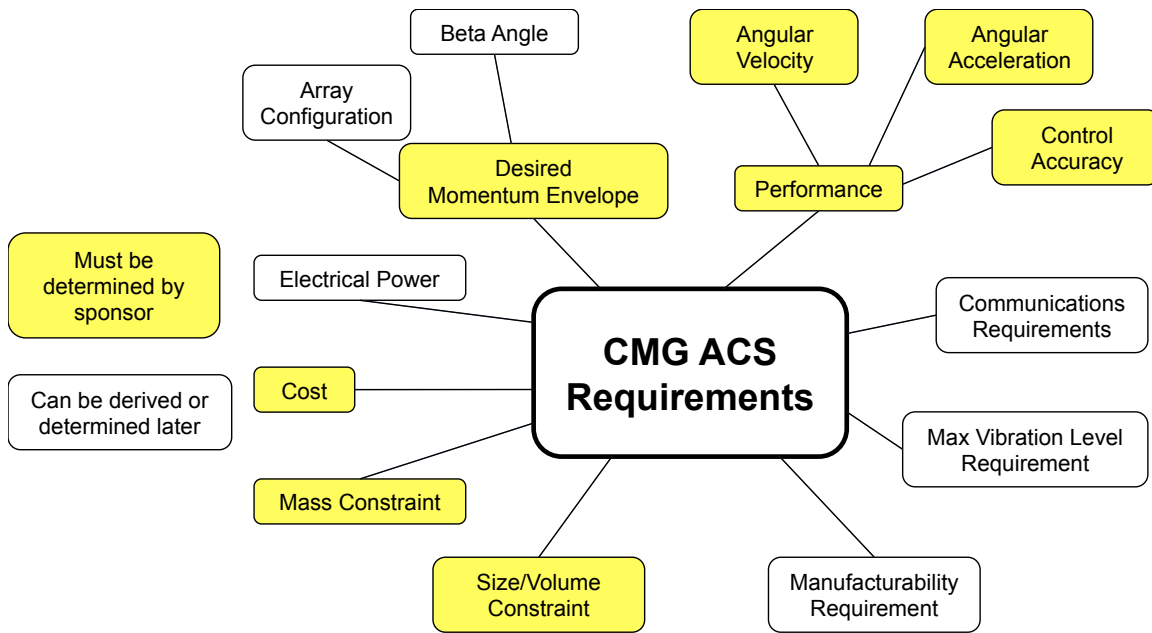 Beta Angle
Angular
Velocity
Angular
Acceleration
Array
Configuration
Control
Accuracy
Desired
Momentum Envelope
Performance
Must be
determined by
sponsor
Electrical Power
Communications
Requirements
CMG ACS
Requirements
Cost
Can be derived or
determined later
Max Vibration Level
Requirement
Mass Constraint
Size/Volume
Constraint
Manufacturability
Requirement